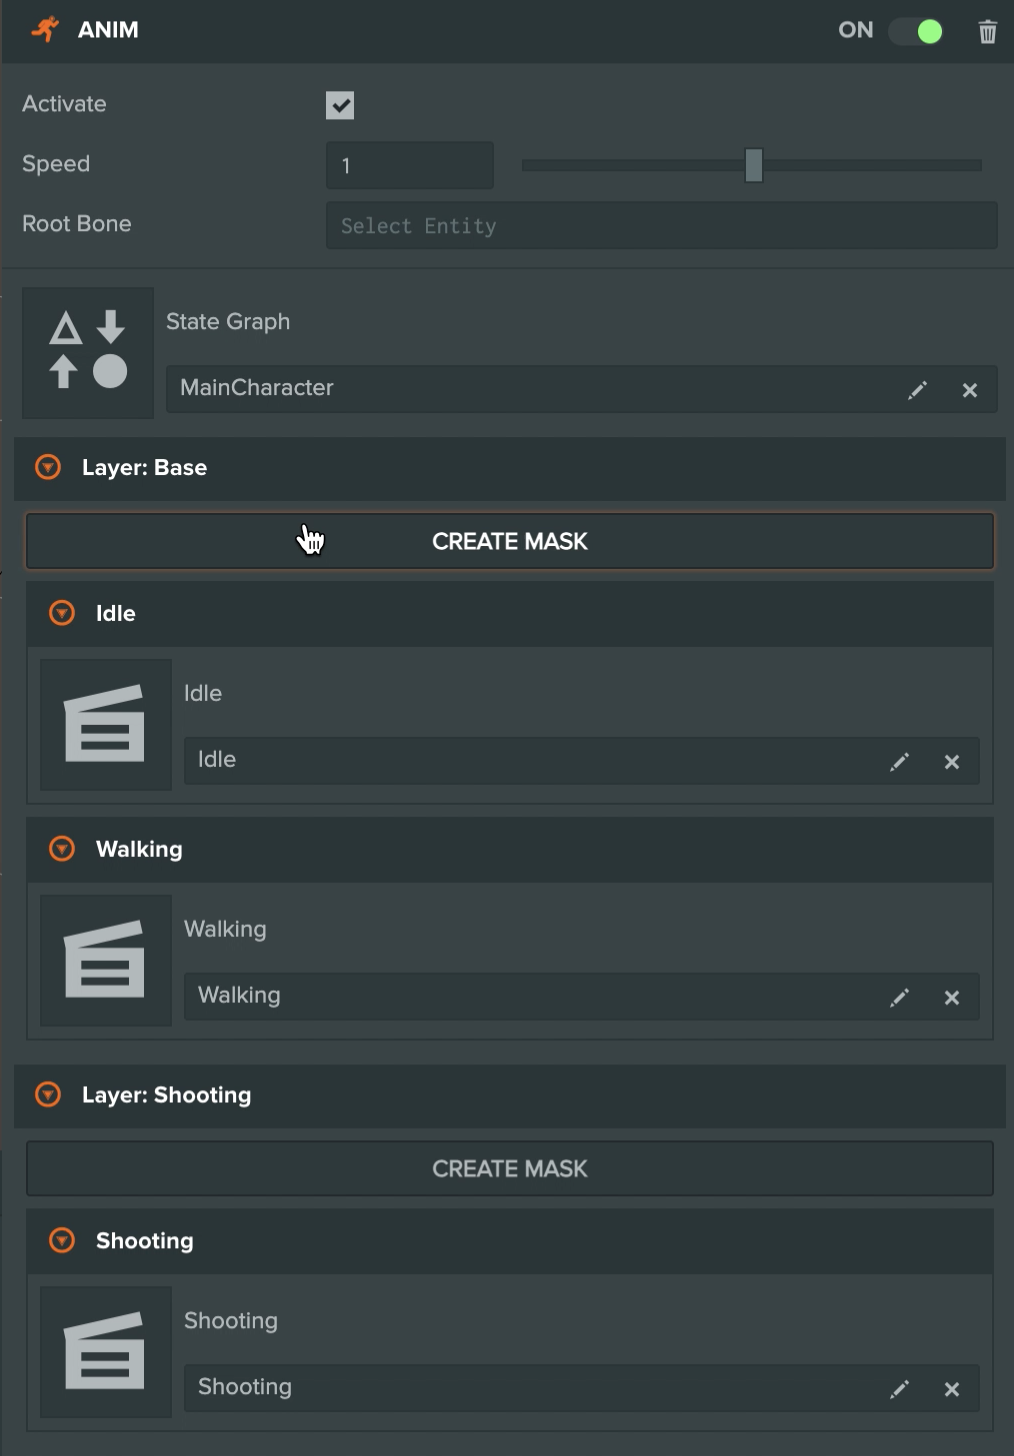 ANIM
ON
Activate
Speed
1
Root Bone
Select Entity
State Graph
MainCharacter
Layer: Base
CREATE MASK
Idle
Idle
Idle
Walking
Walking
Walking
Layer: Shooting
CREATE MASK
Shooting
Shooting
Shooting